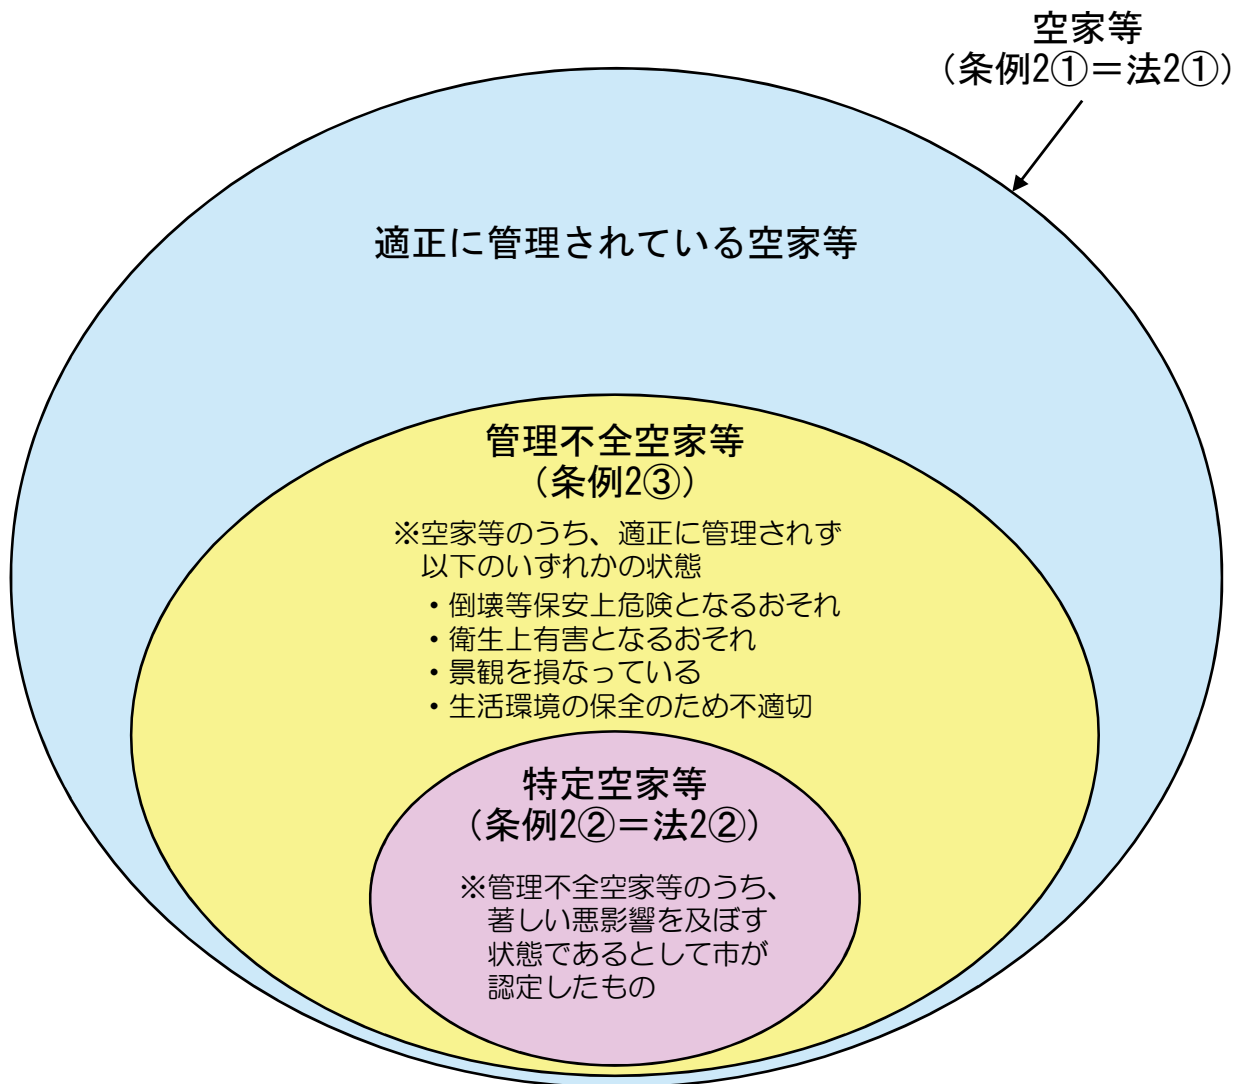 空家等
（条例2①＝法2①）
適正に管理されている空家等
管理不全空家等
（条例2③）
※空家等のうち、適正に管理されず
以下のいずれかの状態
・倒壊等保安上危険となるおそれ
・衛生上有害となるおそれ
・景観を損なっている
・生活環境の保全のため不適切
特定空家等
（条例2②＝法2②）
※管理不全空家等のうち、
著しい悪影響を及ぼす
状態であるとして市が
認定したもの